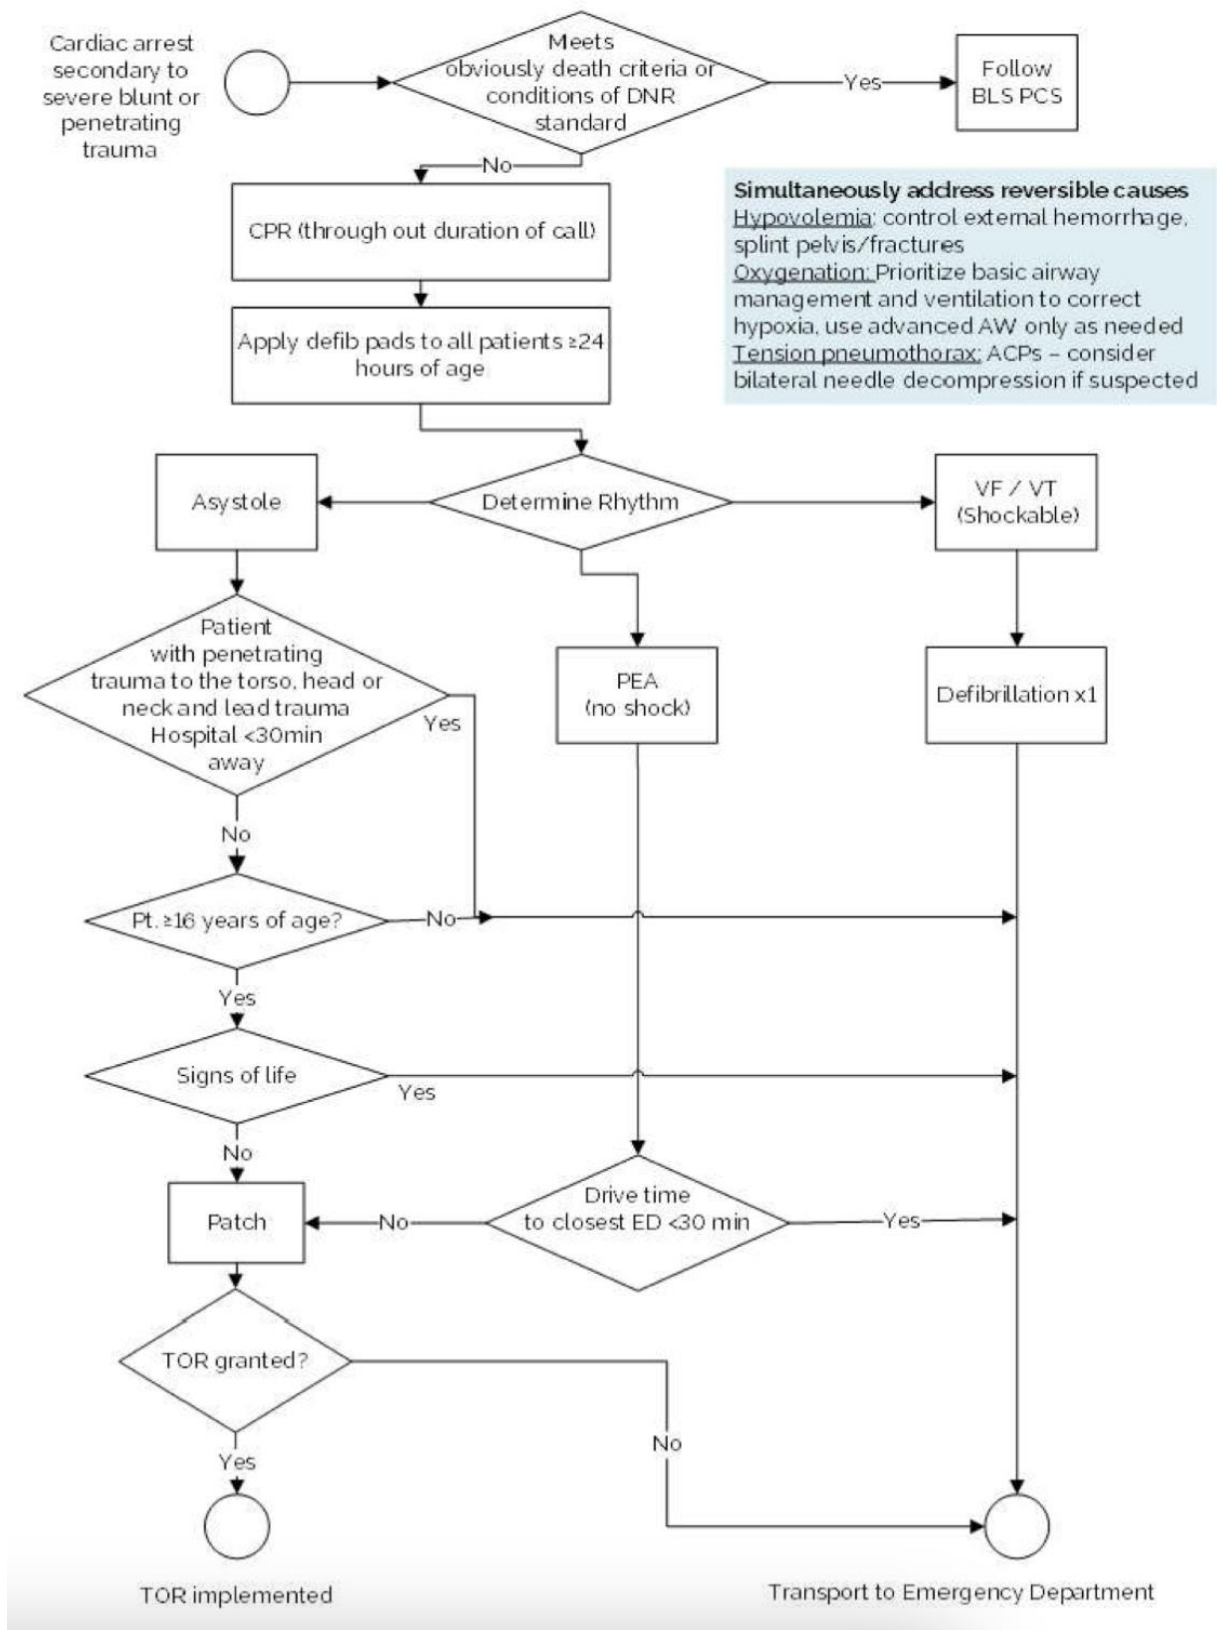 Cardiac arrest
secondary to
severe blunt or
penetrating
trauma
Meets
obviously death criteria or
conditions of DNR
standard
Yes
Follow
BLS PCS
No
CPR (through out duration of call)
Simultaneously address reversible causes
Hypovolemia: control external hemorrhage,
splint pelvis/fractures
Oxygenation: Prioritize basic airway
management and ventilation to correct
hypoxia, use advanced AW only as needed
Tension pneumothorax: ACPs – consider
bilateral needle decompression if suspected
Apply defib pads to all patients ≥24
hours of age
Asystole
Determine Rhythm
VF / VT
(Shockable)
Patient
with penetrating
trauma to the torso, head or
neck and lead trauma
Hospital <30min
away
Yes
PEA
(no shock)
Defibrillation x1
No
Pt. ≥16 years of age?
No
Yes
Signs of life
Yes
No
Patch
No
Drive time
to closest ED <30 min
Yes
TOR granted?
No
Yes
TOR implemented
Transport to Emergency Department